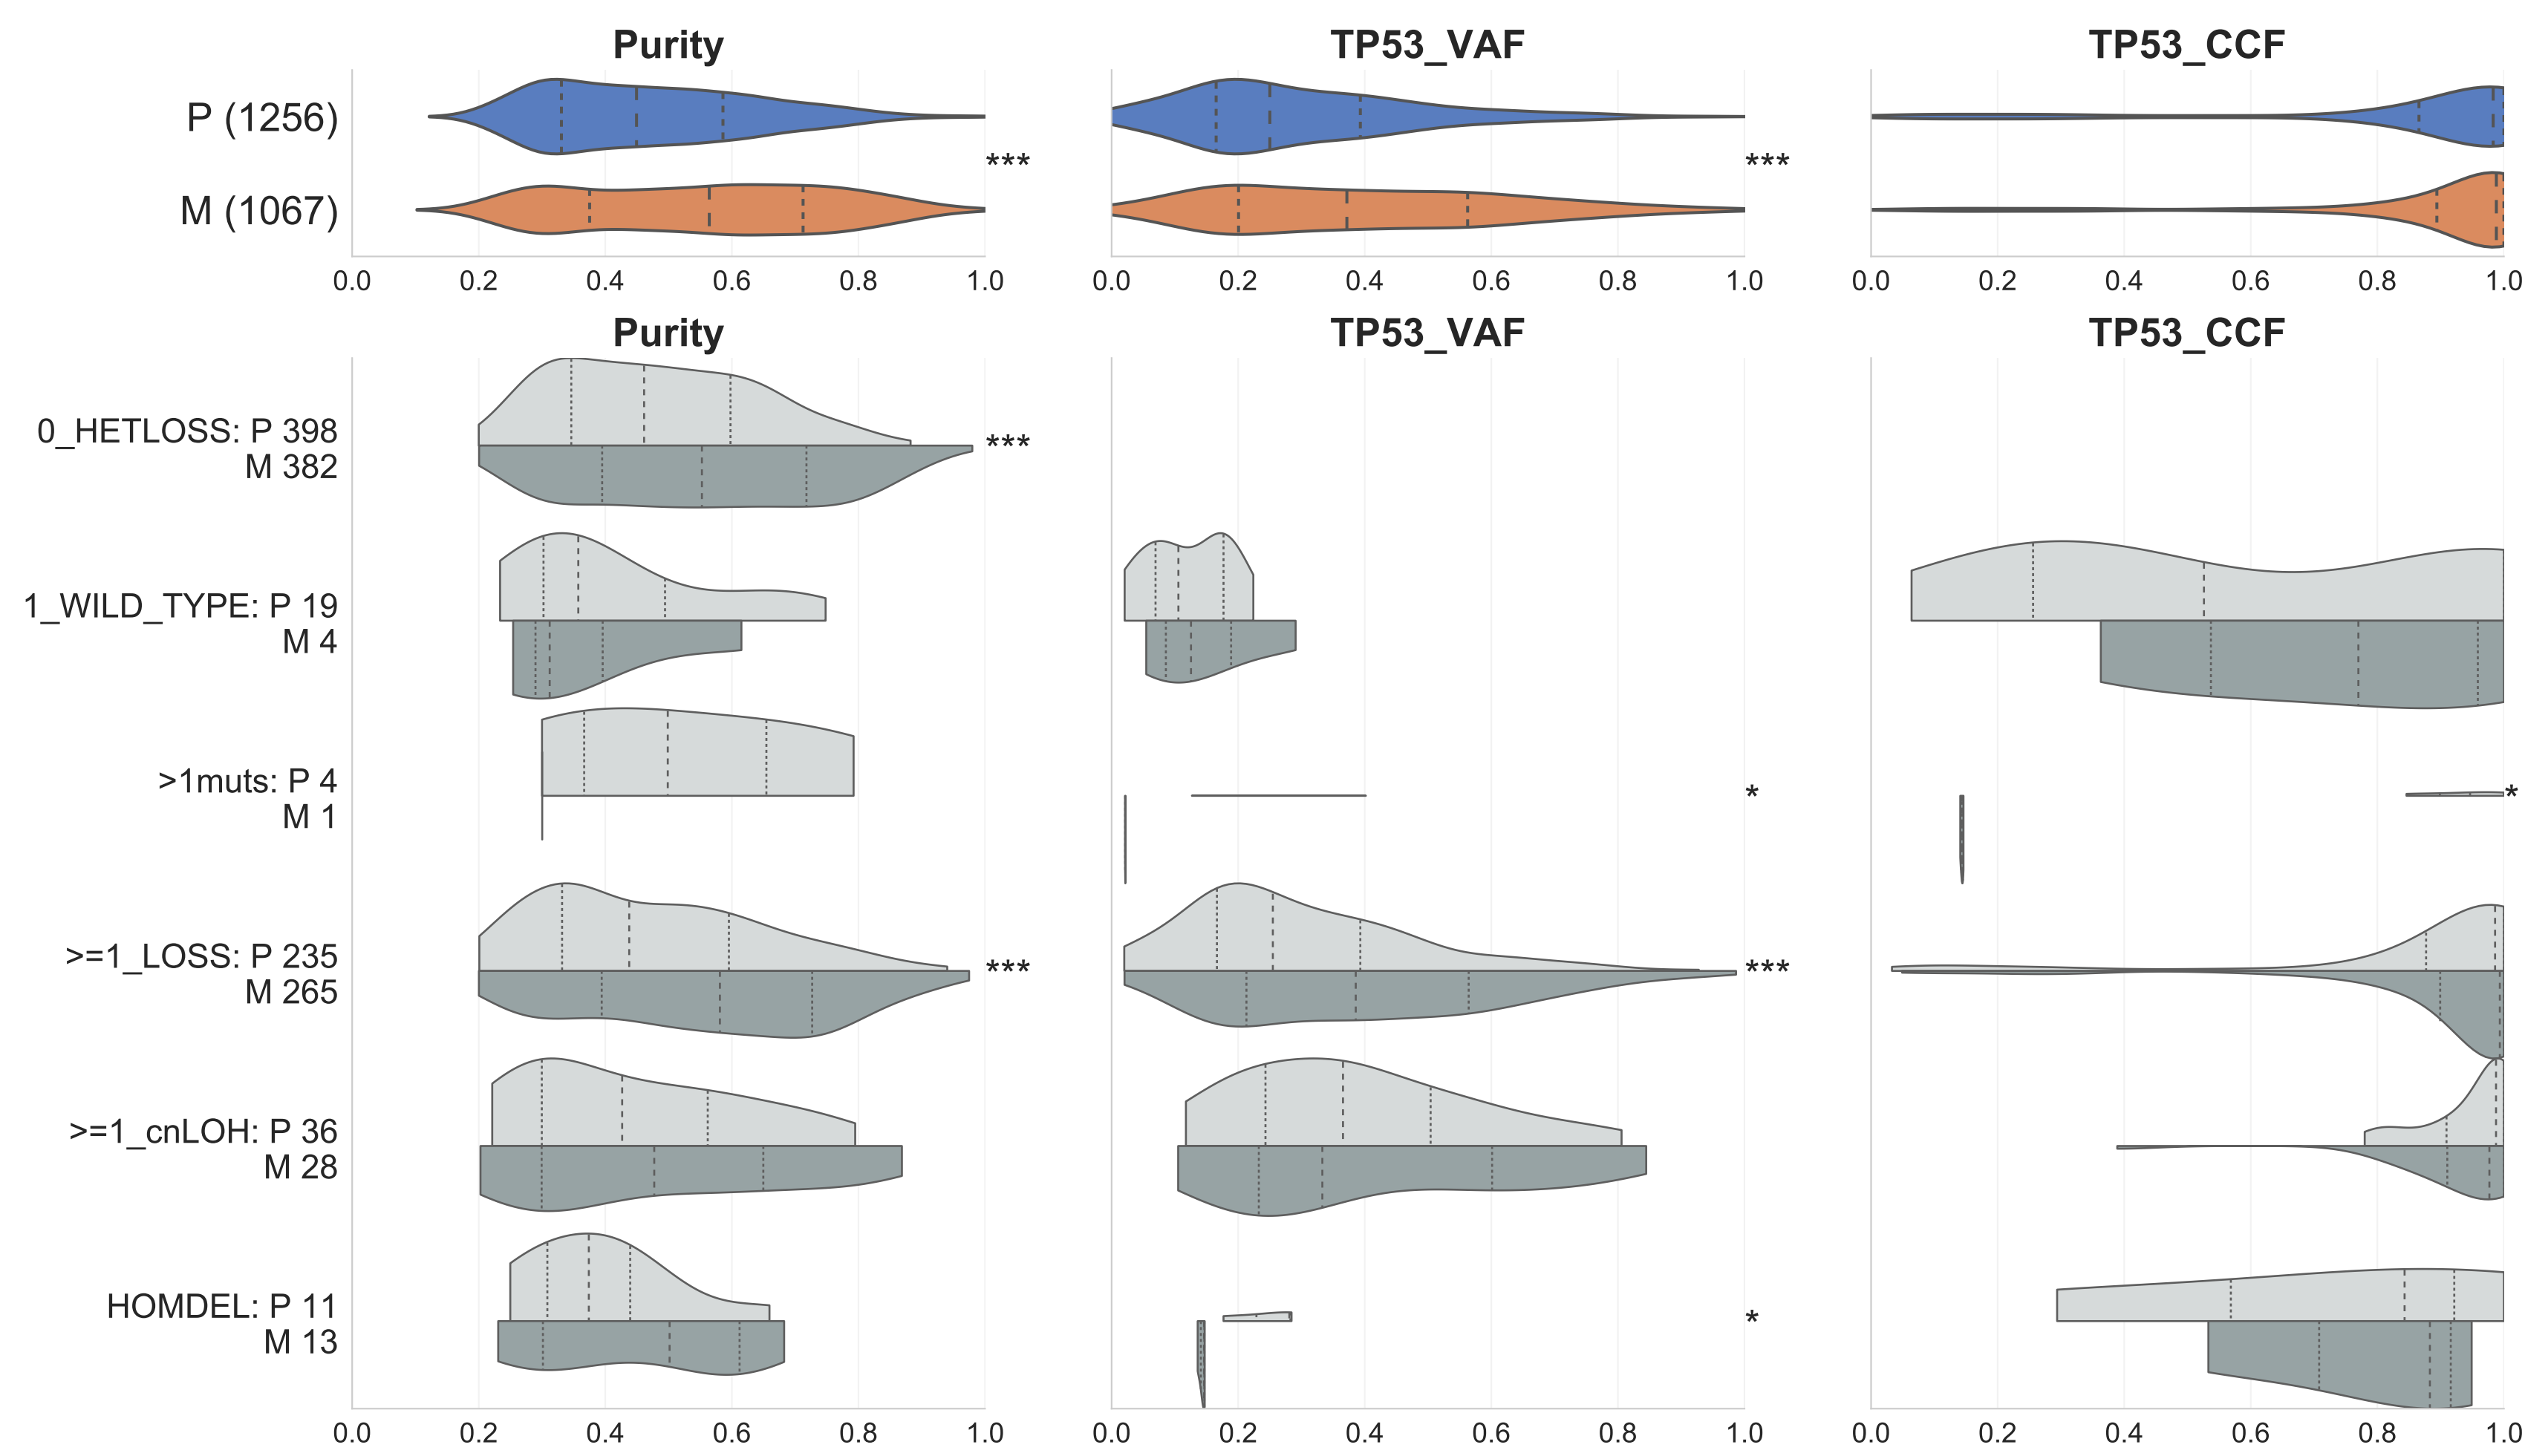 Purity TP53_VAF TP53_CCF
P (1256)
***
***
M (1067)
0.0 0.2 0.4 0.6 0.8 1.0 0.0 0.2 0.4 0.6 0.8 1.0 0.0 0.2 0.4 0.6 0.8 1.0
Purity TP53_VAF TP53_CCF
0_HETLOSS: P 398
M 382
***
1_WILD_TYPE: P 19
M 4
>1muts: P 4
M 1
*
*
>=1_LOSS: P 235
M 265
***
***
>=1_cnLOH: P 36
M 28
HOMDEL: P 11
M 13
*
0.0 0.2 0.4 0.6 0.8 1.0 0.0 0.2 0.4 0.6 0.8 1.0 0.0 0.2 0.4 0.6 0.8 1.0